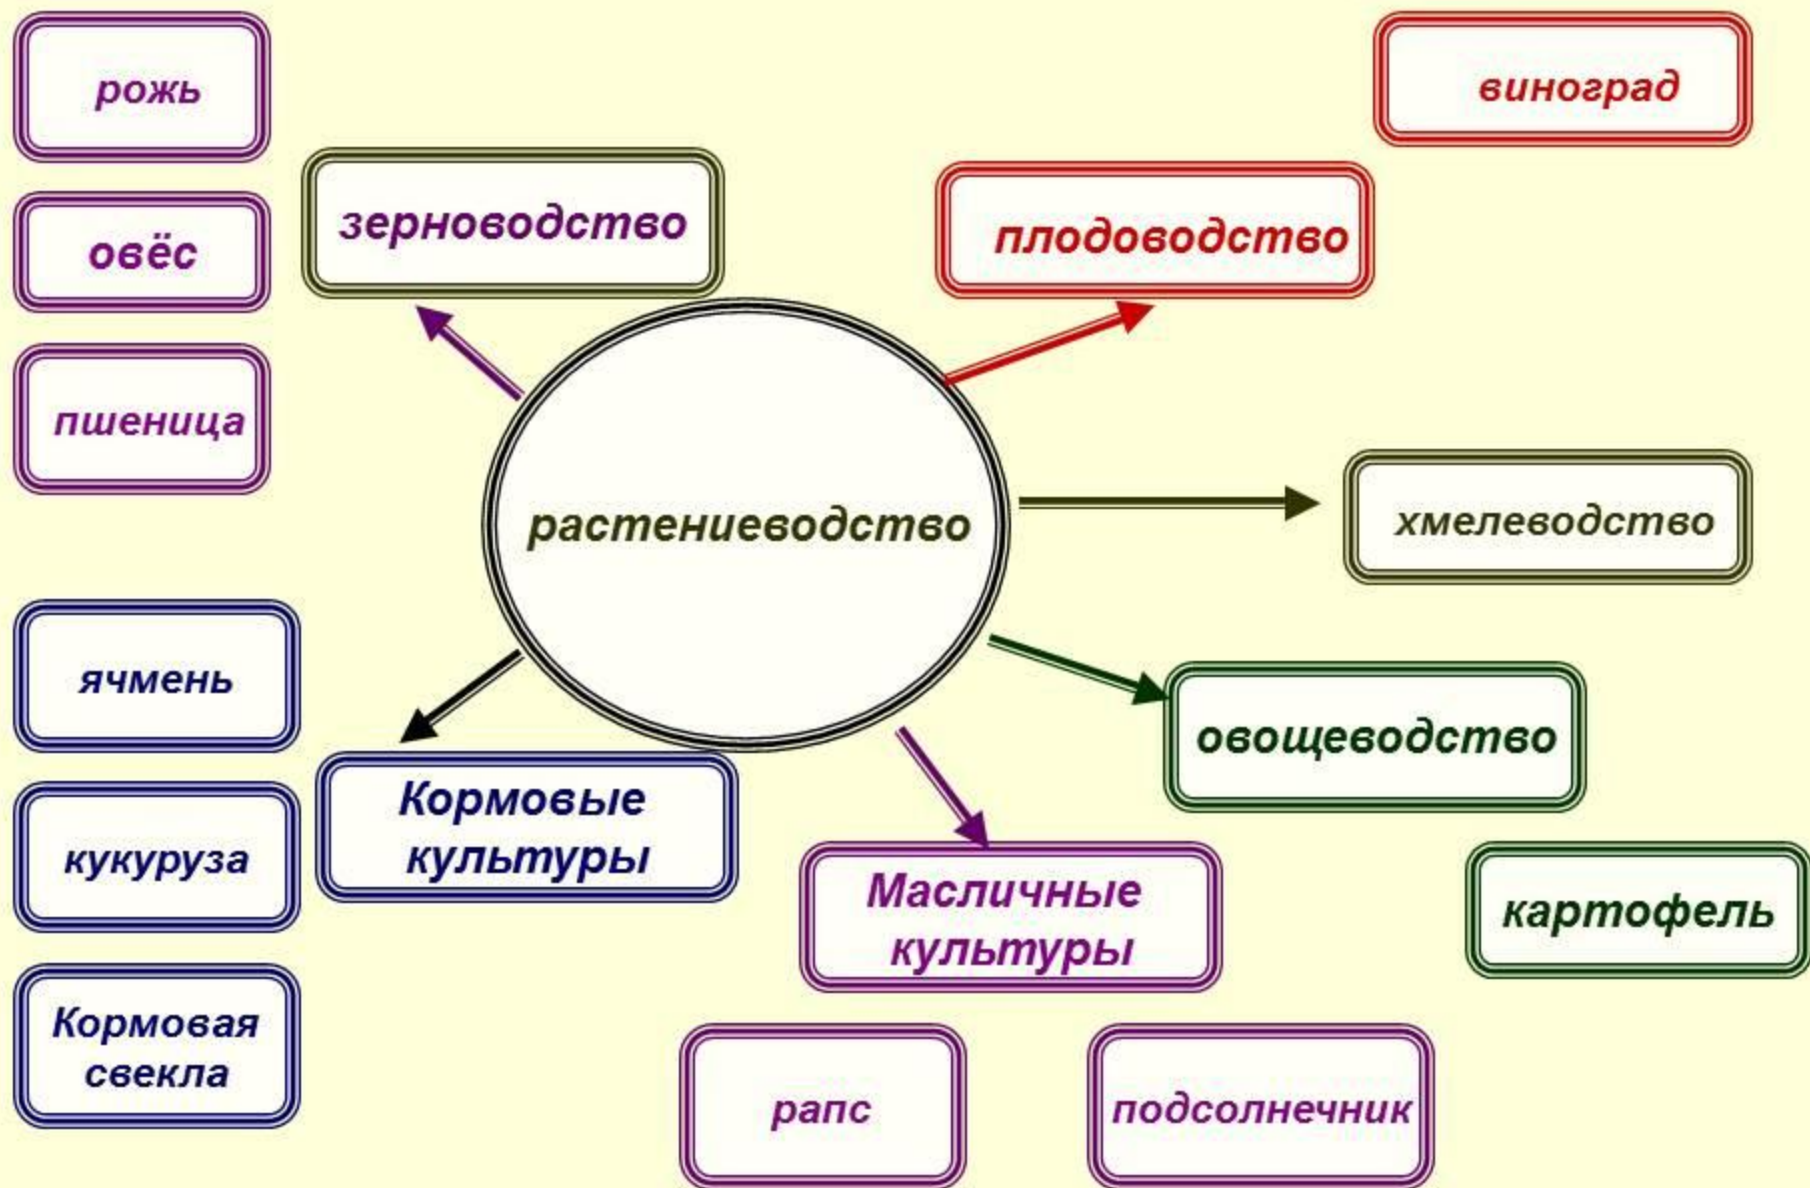 рожь
виноград
зерноводство
плодоводство
овёс
пшеница
растениеводство
хмелеводство
ячмень
овощеводство
Кормовые
культуры
кукуруза
Масличные
культуры
картофель
Кормовая
свекла
рапс
подсолнечник